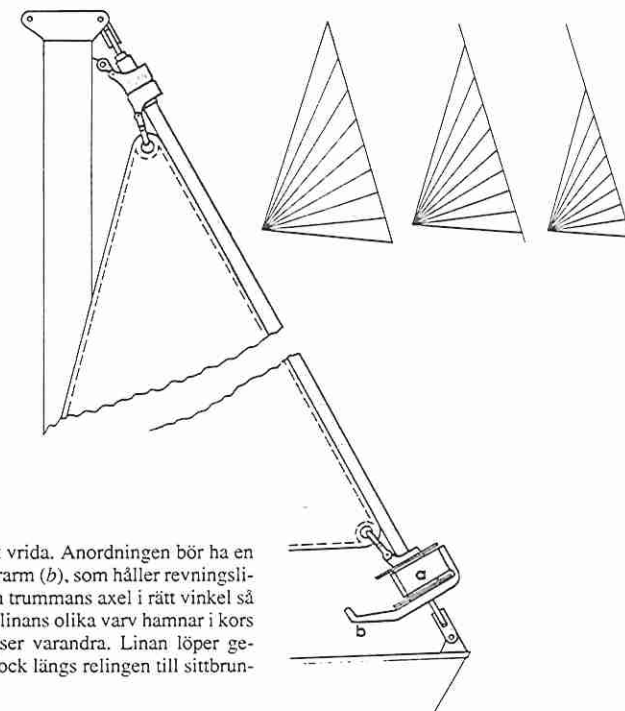 a
b
vrida. Anordningen bör ha en
rarm (b), som håller revningsli-
trummans axel i rätt vinkel så
linans olika varv hamnar i kors
ser varandra. Linan löper ge-
ock längs relingen till sittbrun-